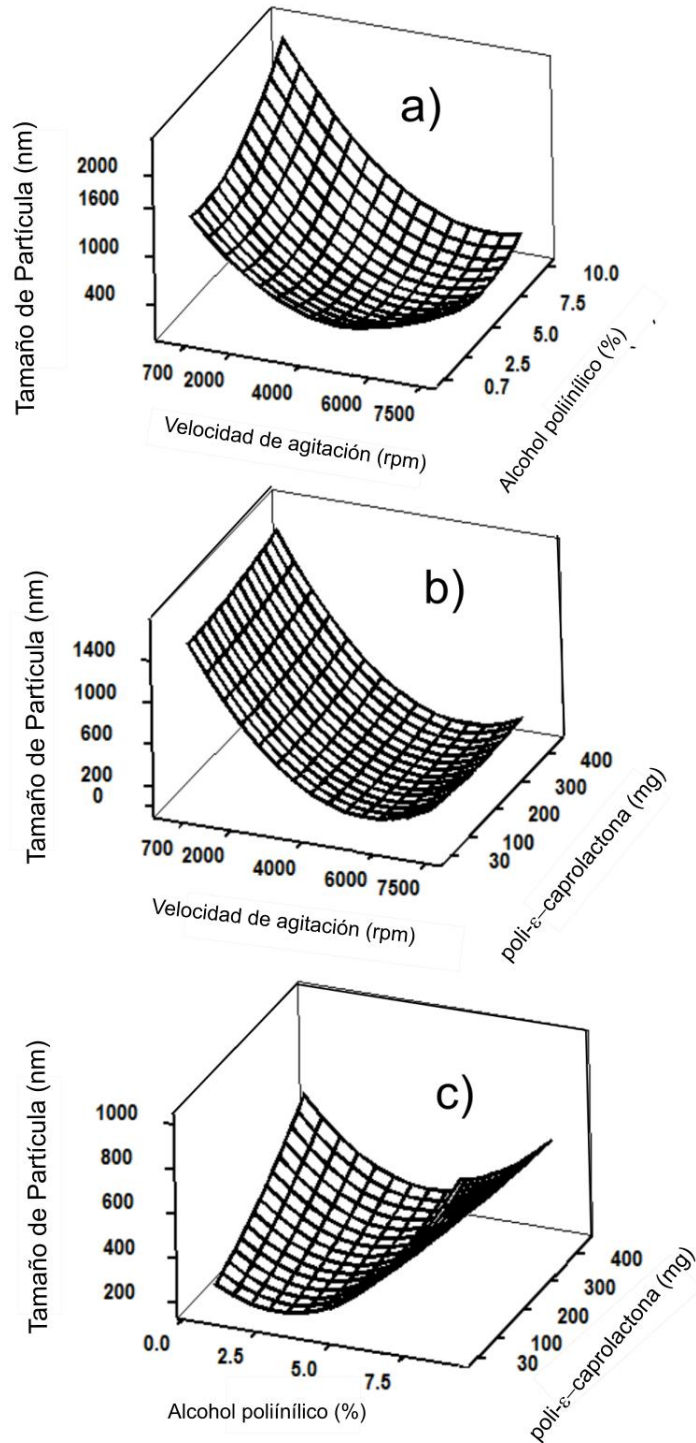 a)
Tamaño de Partícula (nm)
2000
1600
1000
400
700 2000 4000 6000 7500
Velocidad de agitación (rpm)
0.7 2.5 5.0 7.5 10.0
Alcohol poliínílico (%)
b)
Tamaño de Partícula (nm)
1400
1000
600
200
0
700 2000 4000 6000 7500
Velocidad de agitación (rpm)
30 100 200 300 400
poli-ε–caprolactona (mg)
c)
Tamaño de Partícula (nm)
1000
800
600
400
200
0.0 2.5 5.0 7.5
Alcohol poliínílico (%)
30 100 200 300 400
poli-ε–caprolactona (mg)